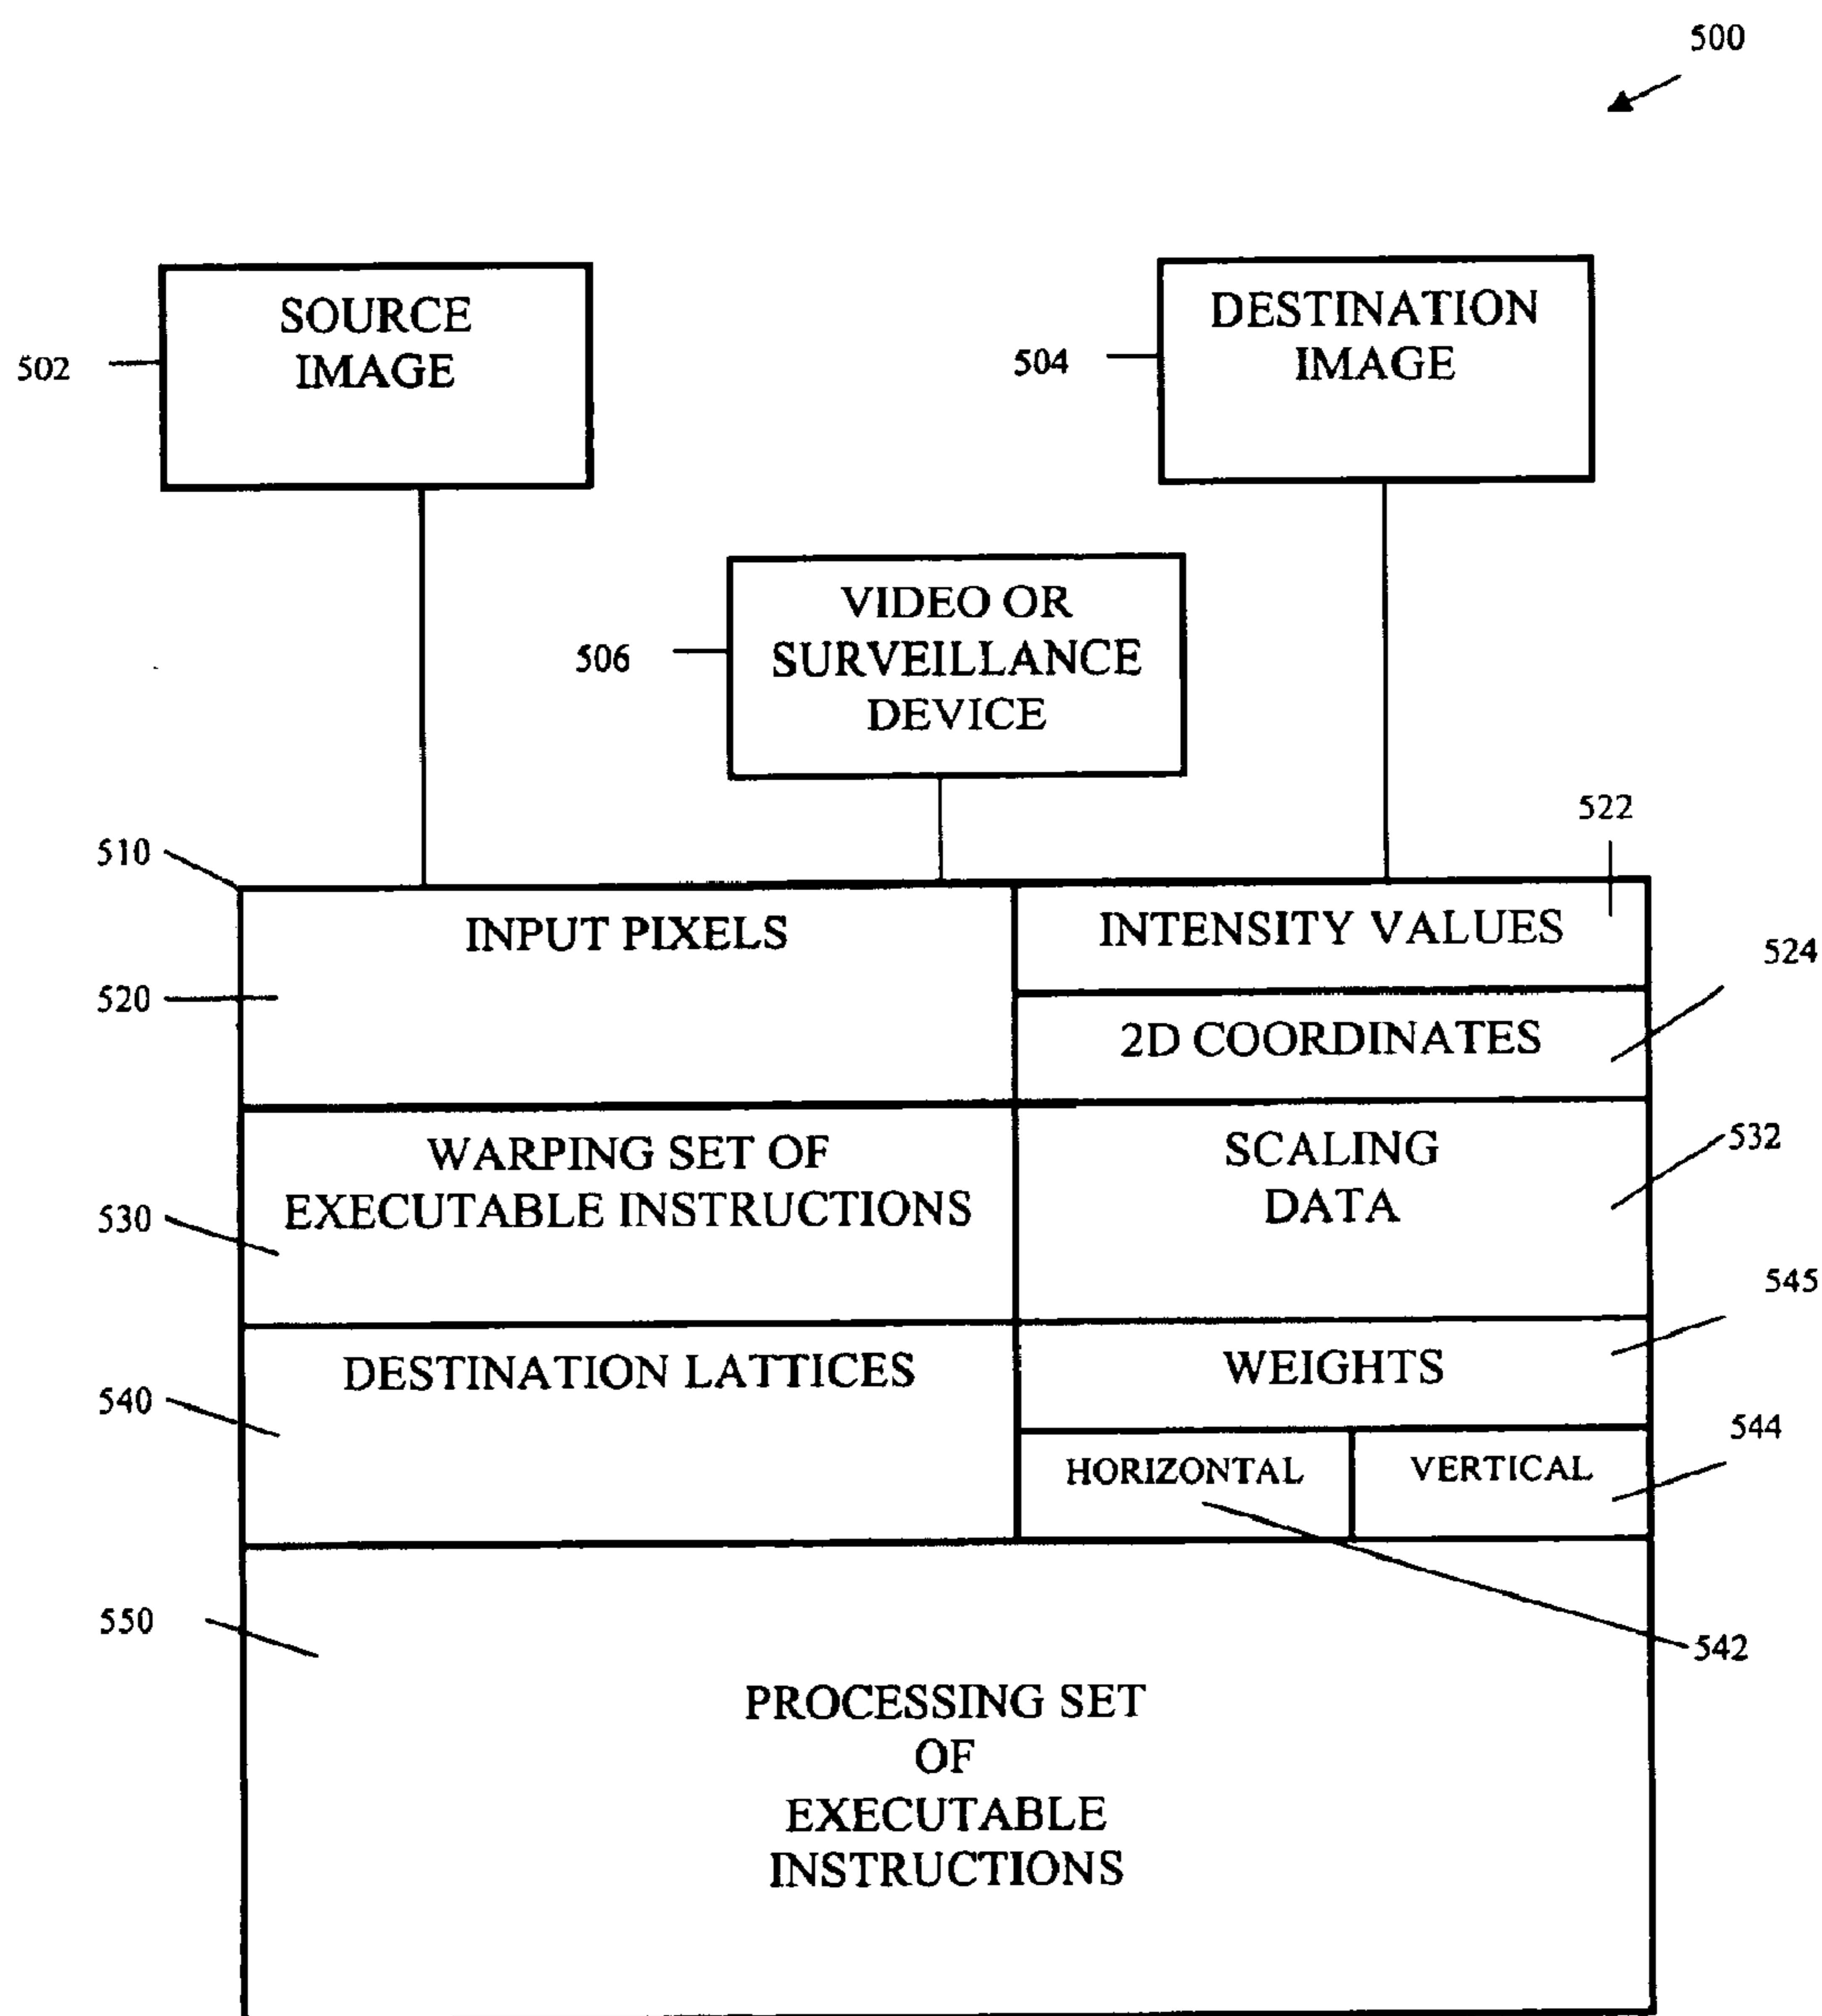 500
SOURCE
IMAGE
502
DESTINATION
IMAGE
504
VIDEO OR
SURVEILLANCE
DEVICE
506
522
510
INPUT PIXELS
INTENSITY VALUES
524
520
2D COORDINATES
WARPING SET OF
EXECUTABLE INSTRUCTIONS
SCALING
DATA
532
530
545
DESTINATION LATTICES
WEIGHTS
540
544
HORIZONTAL
VERTICAL
550
542
PROCESSING SET
OF
EXECUTABLE
INSTRUCTIONS